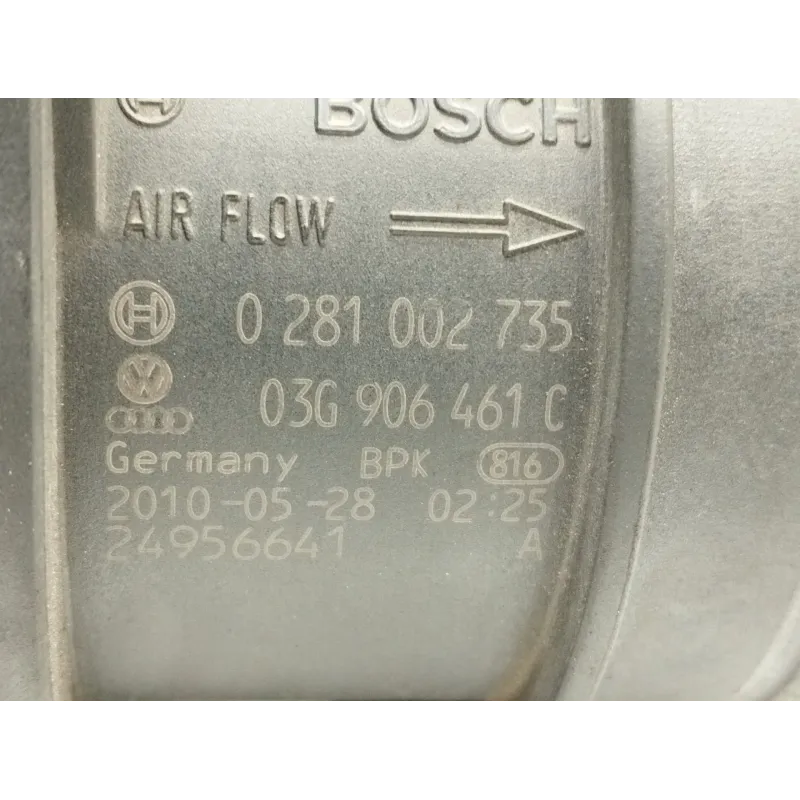 BOSCH
AIR FLOW
0 281 002 735
03G 906 461 C
Germany BPK 816
2010-05-28 02:25
24956641 A